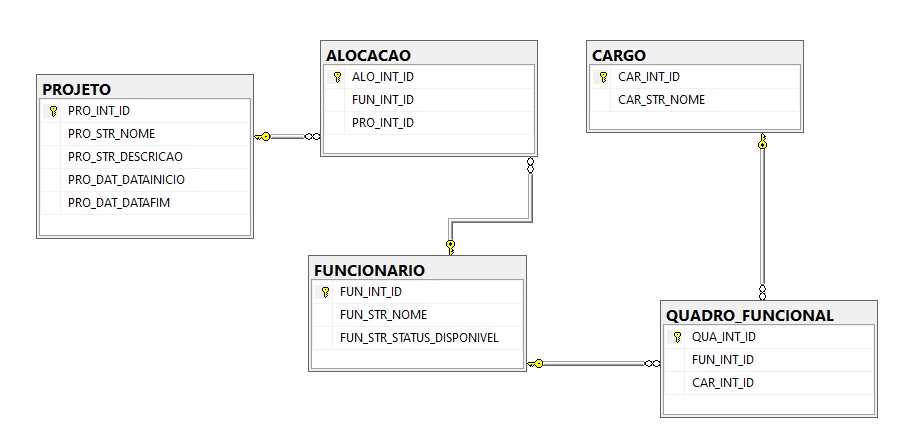 PROJETO
PRO_INT_ID
PRO_STR_NOME
PRO_STR_DESCRICAO
PRO_DAT_DATAINICIO
PRO_DAT_DATAFIM
ALOCACAO
ALO_INT_ID
FUN_INT_ID
PRO_INT_ID
CARGO
CAR_INT_ID
CAR_STR_NOME
FUNCIONARIO
FUN_INT_ID
FUN_STR_NOME
FUN_STR_STATUS_DISPONIVEL
QUADRO_FUNCIONAL
QUA_INT_ID
FUN_INT_ID
CAR_INT_ID